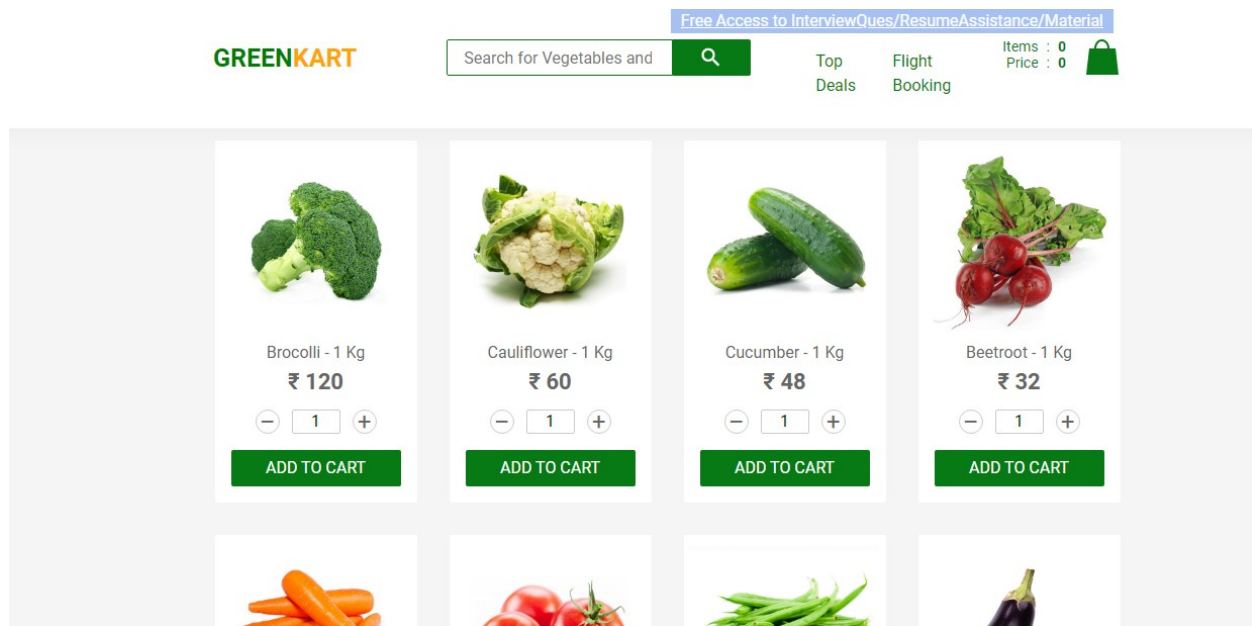 Free Access to InterviewQues/ResumeAssistance/Material
GREENKART
Search for Vegetables and
Top
Deals
Flight
Booking
Items : 0
Price : 0
Brocolli - 1 Kg
₹ 120
− 1 +
ADD TO CART
Cauliflower - 1 Kg
₹ 60
− 1 +
ADD TO CART
Cucumber - 1 Kg
₹ 48
− 1 +
ADD TO CART
Beetroot - 1 Kg
₹ 32
− 1 +
ADD TO CART